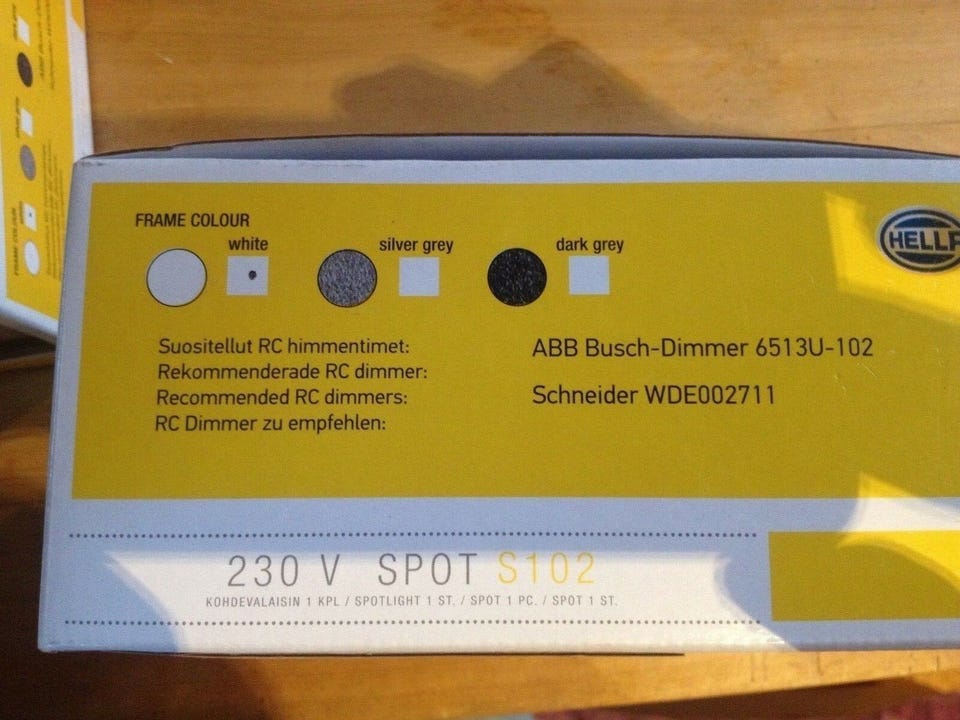 FRAME COLOUR
white
silver grey
dark grey
Suositellut RC himmentimet:
Rekommenderade RC dimmer:
Recommended RC dimmers:
RC Dimmer zu empfehlen:
ABB Busch-Dimmer 6513U-102
Schneider WDE002711
230 V SPOT S102
KOHDEVALAISIN 1 KPL / SPOTLIGHT 1 ST. / SPOT 1 PC. / SPOT 1 ST.
FRAME COLOUR